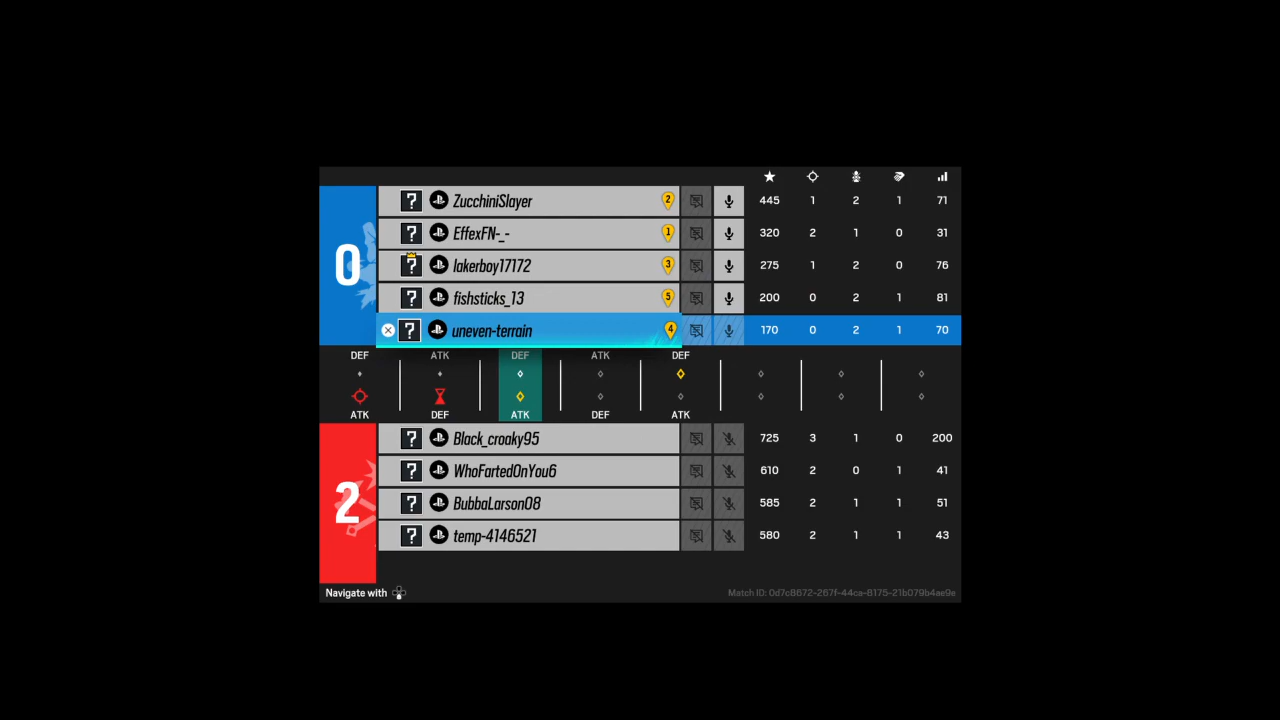 ? ZucchiniSlayer 2 445 1 2 1 71
? EffexFN-_- 1 320 2 1 0 31
0
? lakerboy17172 3 275 1 2 0 76
? fishsticks_13 5 200 0 2 1 81
? uneven-terrain 4 170 0 2 1 70
DEF ATK DEF ATK DEF
ATK DEF ATK DEF ATK
? Black_croaky95 725 3 1 0 200
? WhoFartedOnYou6 610 2 0 1 41
2
? BubbaLarson08 585 2 1 1 51
? temp-4146521 580 2 1 1 43
Navigate with
Match ID: 0d7c8672-267f-44ca-8175-21b079b4ae9e